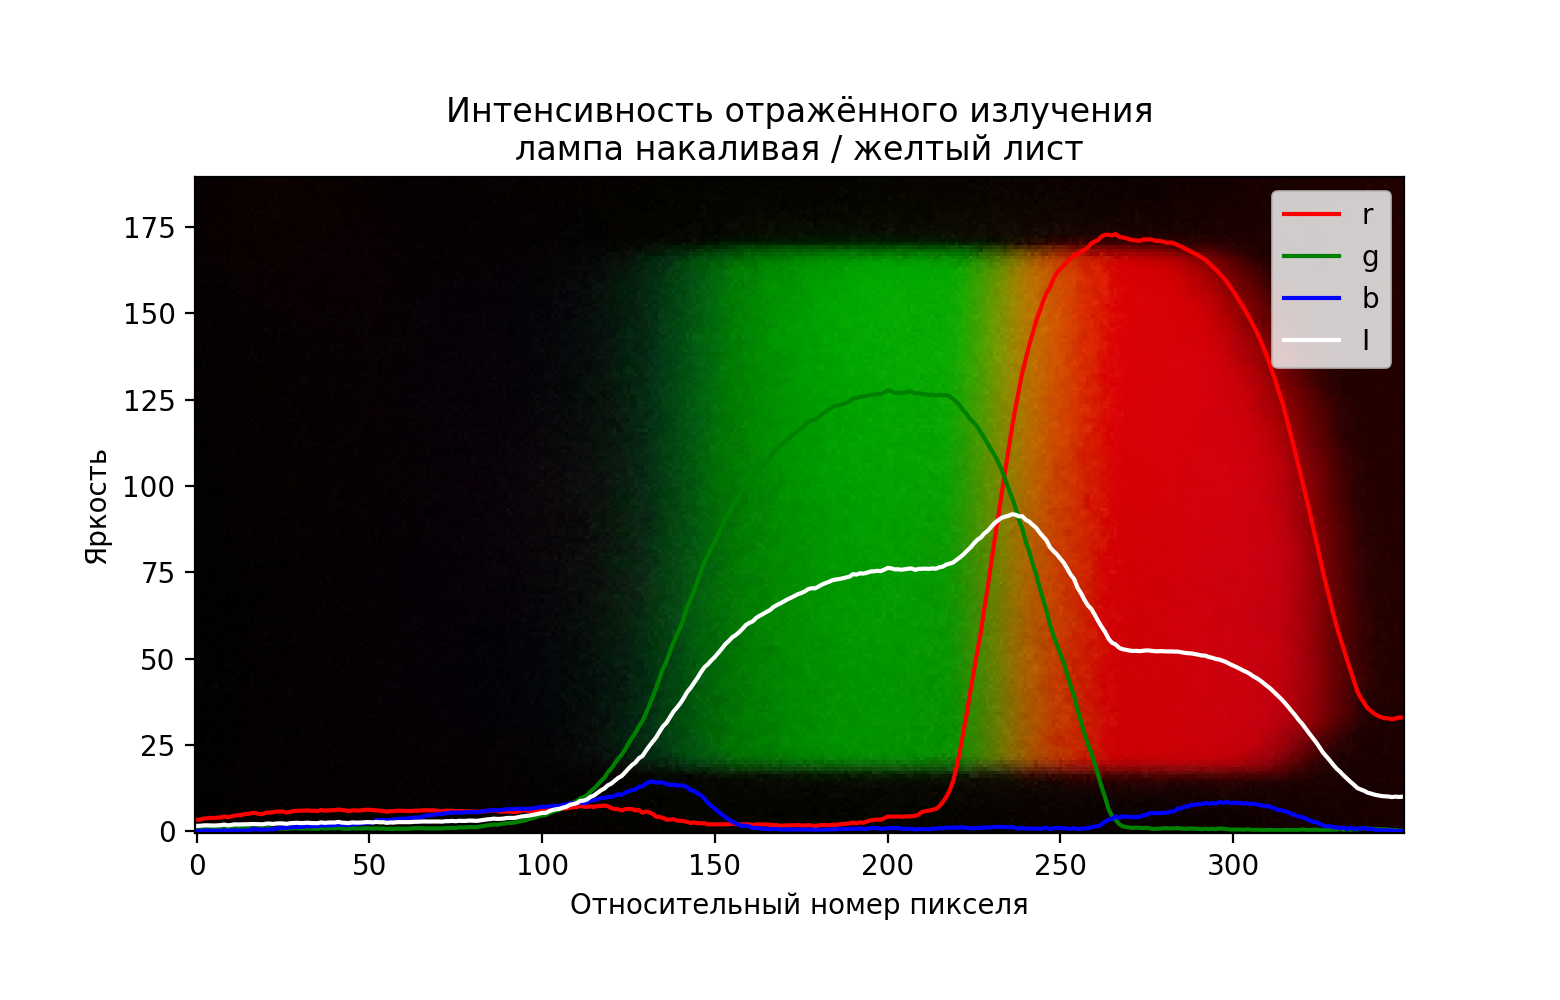 Интенсивность отражённого излучения
лампа накаливая / желтый лист
r
g
b
l
Яркость
175
150
125
100
75
50
25
0
0 50 100 150 200 250 300
Относительный номер пикселя